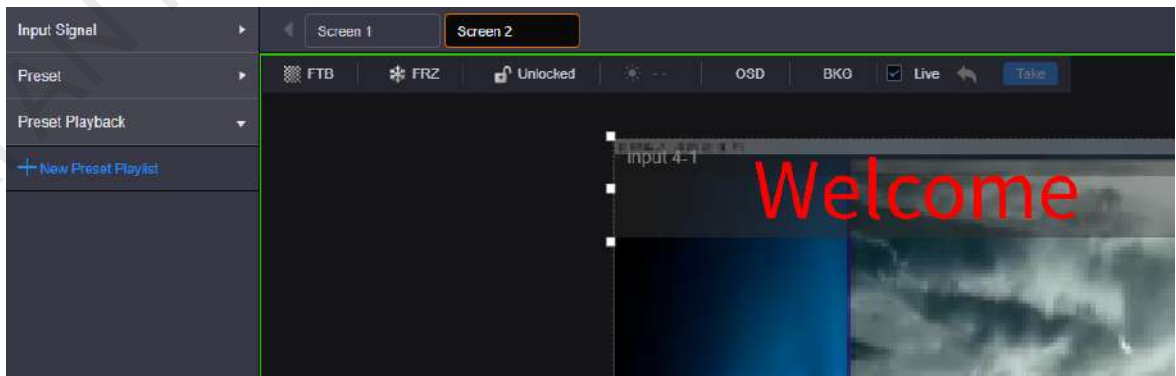 Input Signal
Preset
Preset Playback
New Preset Playlist
Screen 1
Screen 2
FTB
FRZ
Unlocked
--
OSD
BKG
Live
Take
Input 4-1
Welcome